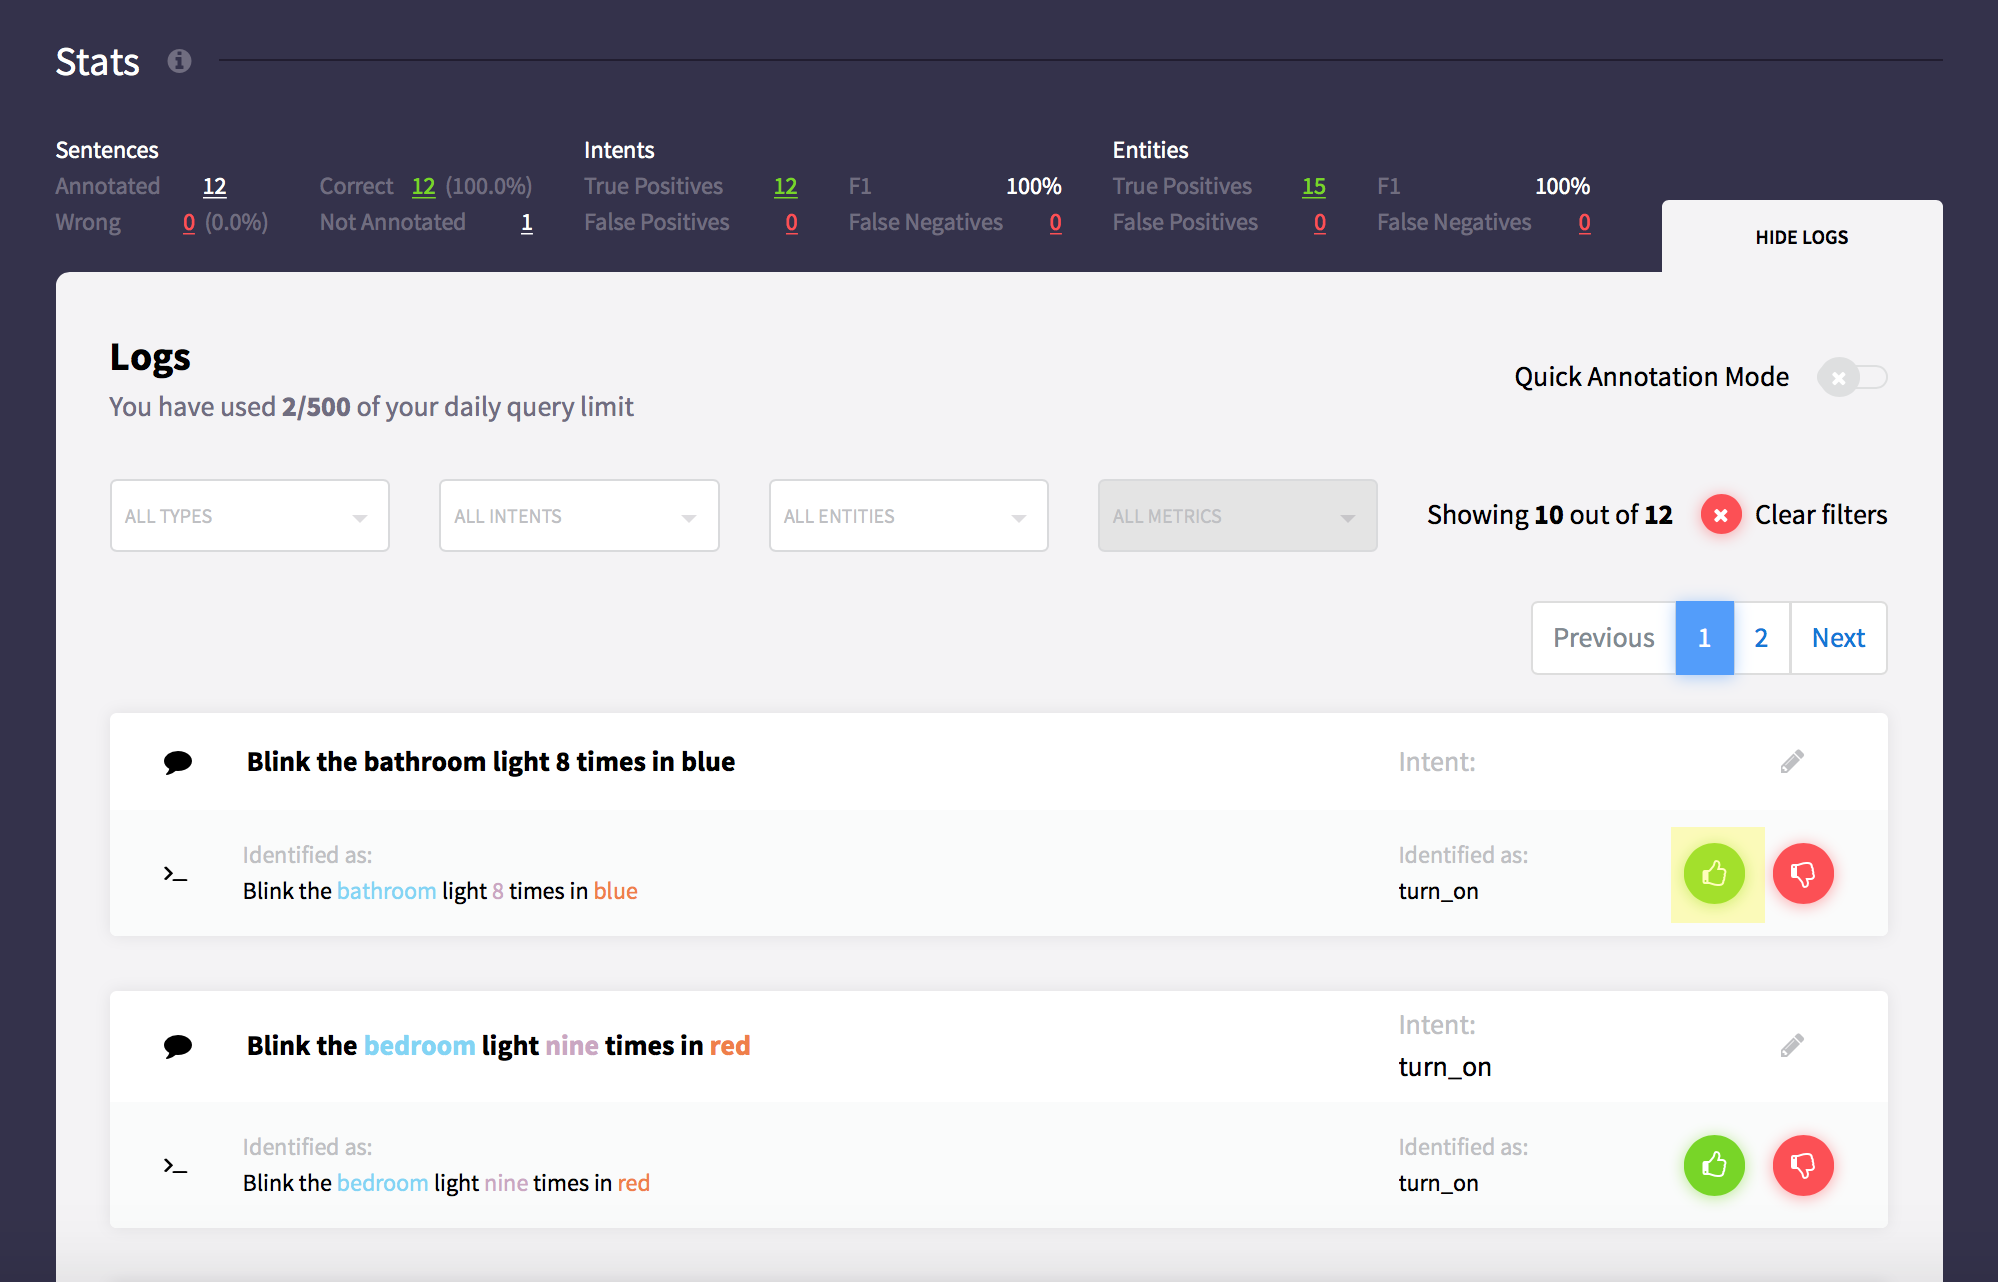 Stats
Sentences
Annotated 12 Correct 12 (100.0%)
Wrong 0 (0.0%) Not Annotated 1
Intents
True Positives 12 F1 100%
False Positives 0 False Negatives 0
Entities
True Positives 15 F1 100%
False Positives 0 False Negatives 0
HIDE LOGS
Logs
You have used 2/500 of your daily query limit
Quick Annotation Mode
ALL TYPES ALL INTENTS ALL ENTITIES ALL METRICS Showing 10 out of 12 Clear filters
Previous 1 2 Next
Blink the bathroom light 8 times in blue
Intent:
Identified as:
Blink the bathroom light 8 times in blue
Identified as:
turn_on
Blink the bedroom light nine times in red
Intent:
turn_on
Identified as:
Blink the bedroom light nine times in red
Identified as:
turn_on